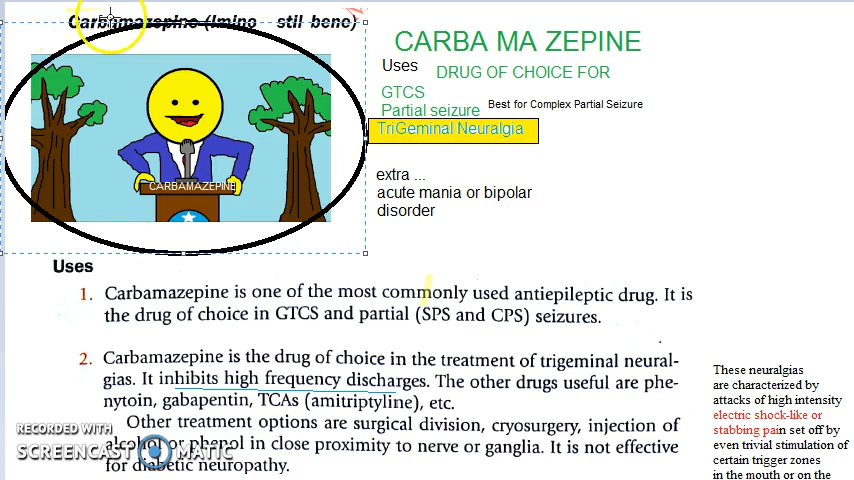 Carbamazepine (Imino stil bene)
CARBA MA ZEPINE
Uses
DRUG OF CHOICE FOR
GTCS
Partial seizure
Best for Complex Partial Seizure
TriGeminal Neuralgia
CARBAMAZEPINE
extra ...
acute mania or bipolar
disorder
Uses
1. Carbamazepine is one of the most commonly used antiepileptic drug. It is
the drug of choice in GTCS and partial (SPS and CPS) seizures.
2. Carbamazepine is the drug of choice in the treatment of trigeminal neural-
gias. It inhibits high frequency discharges. The other drugs useful are phe-
nytoin, gabapentin, TCAs (amitriptyline), etc.
Other treatment options are surgical division, cryosurgery, injection of
alcohol or phenol in close proximity to nerve or ganglia. It is not effective
for diabetic neuropathy.
These neuralgias
are characterized by
attacks of high intensity
electric shock-like or
stabbing pain set off by
even trivial stimulation of
certain trigger zones
in the mouth or on the
RECORDED WITH
SCREENCAST MATIC